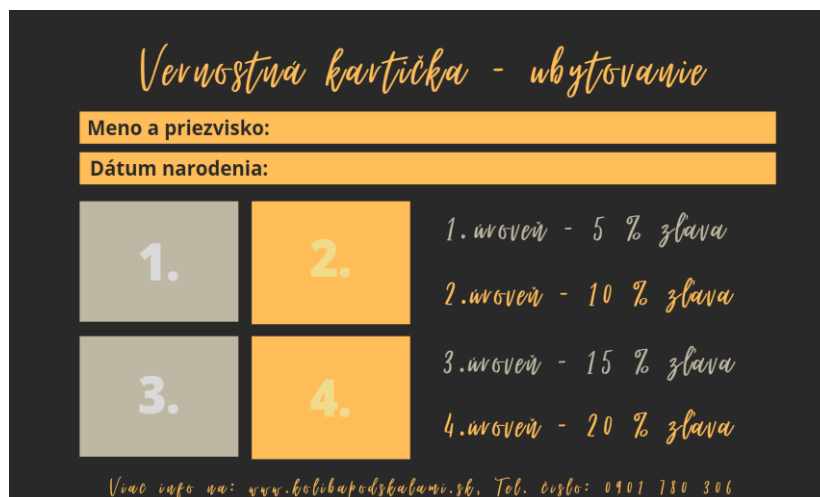 Vernostná kartička - ubytovanie
Meno a priezvisko:
Dátum narodenia:
1.
2.
3.
4.
1.úroveň - 5 % zľava
2.úroveň - 10 % zľava
3.úroveň - 15 % zľava
4.úroveň - 20 % zľava
Viac info na: www.kolibapodskalami.sk, Tel. číslo: 0901 780 306